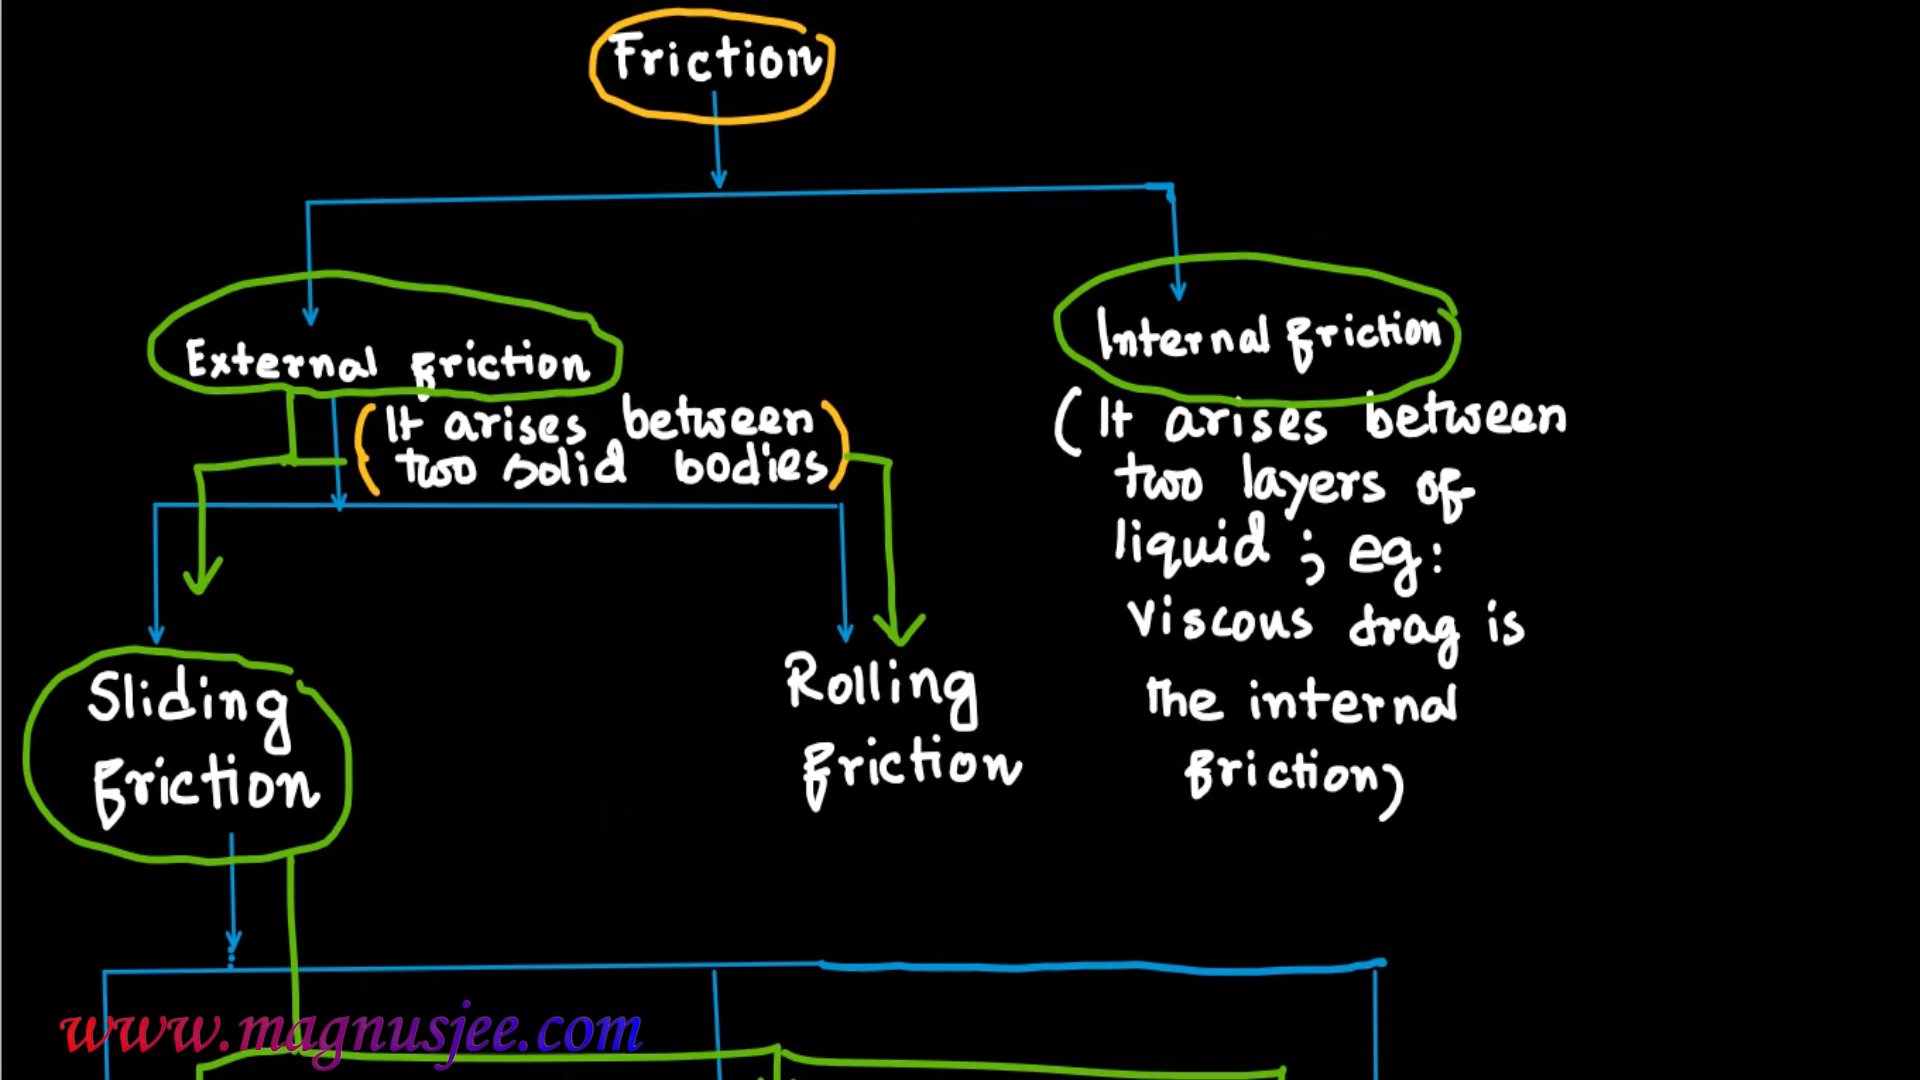 Friction
External friction
(It arises between
two solid bodies)
Internal friction
(It arises between
two layers of
liquid ; eg:
viscous drag is
the internal
friction)
Sliding
friction
Rolling
friction
www.magnusjee.com